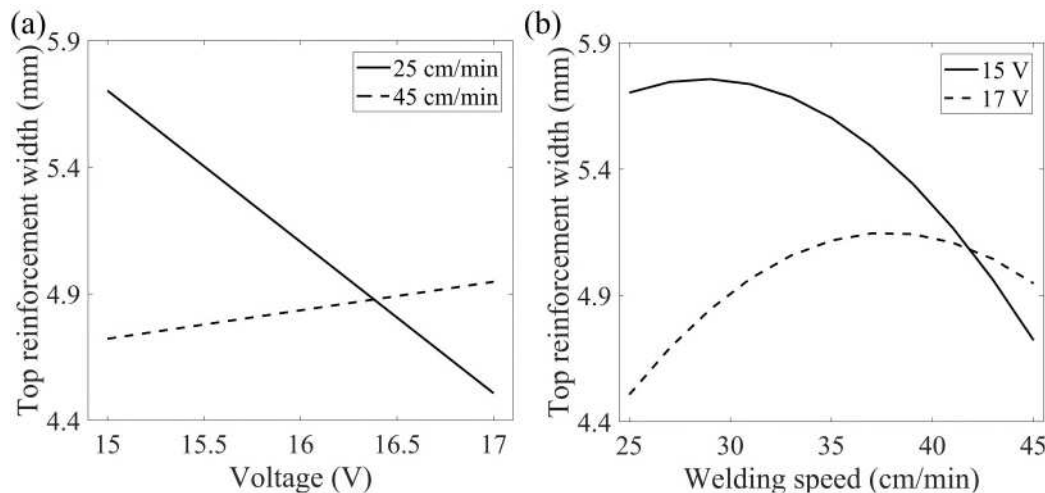 (a)
Top reinforcement width (mm)
5.9
5.4
4.9
4.4
25 cm/min
45 cm/min
15
15.5
16
16.5
17
Voltage (V)
(b)
Top reinforcement width (mm)
5.9
5.4
4.9
4.4
15 V
17 V
25
30
35
40
45
Welding speed (cm/min)